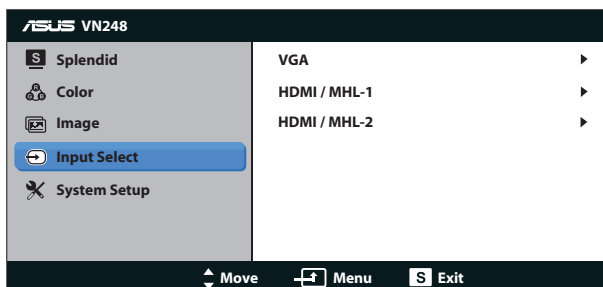 ASUS VN248
S Splendid
Color
Image
Input Select
System Setup
VGA
HDMI / MHL-1
HDMI / MHL-2
Move Menu S Exit